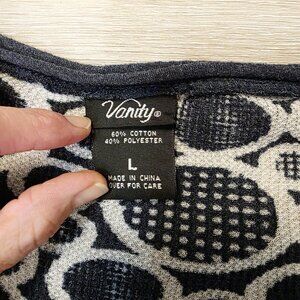 Vanity®
60% COTTON
40% POLYESTER
L
MADE IN CHINA
OVER FOR CARE